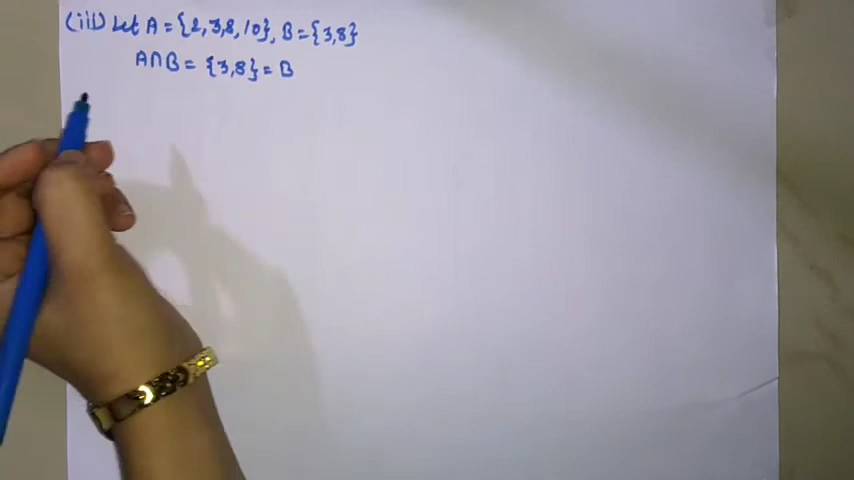 (iii) Let A = {2,3,8,10}, B = {3,8}
A∩B = {3,8} = B